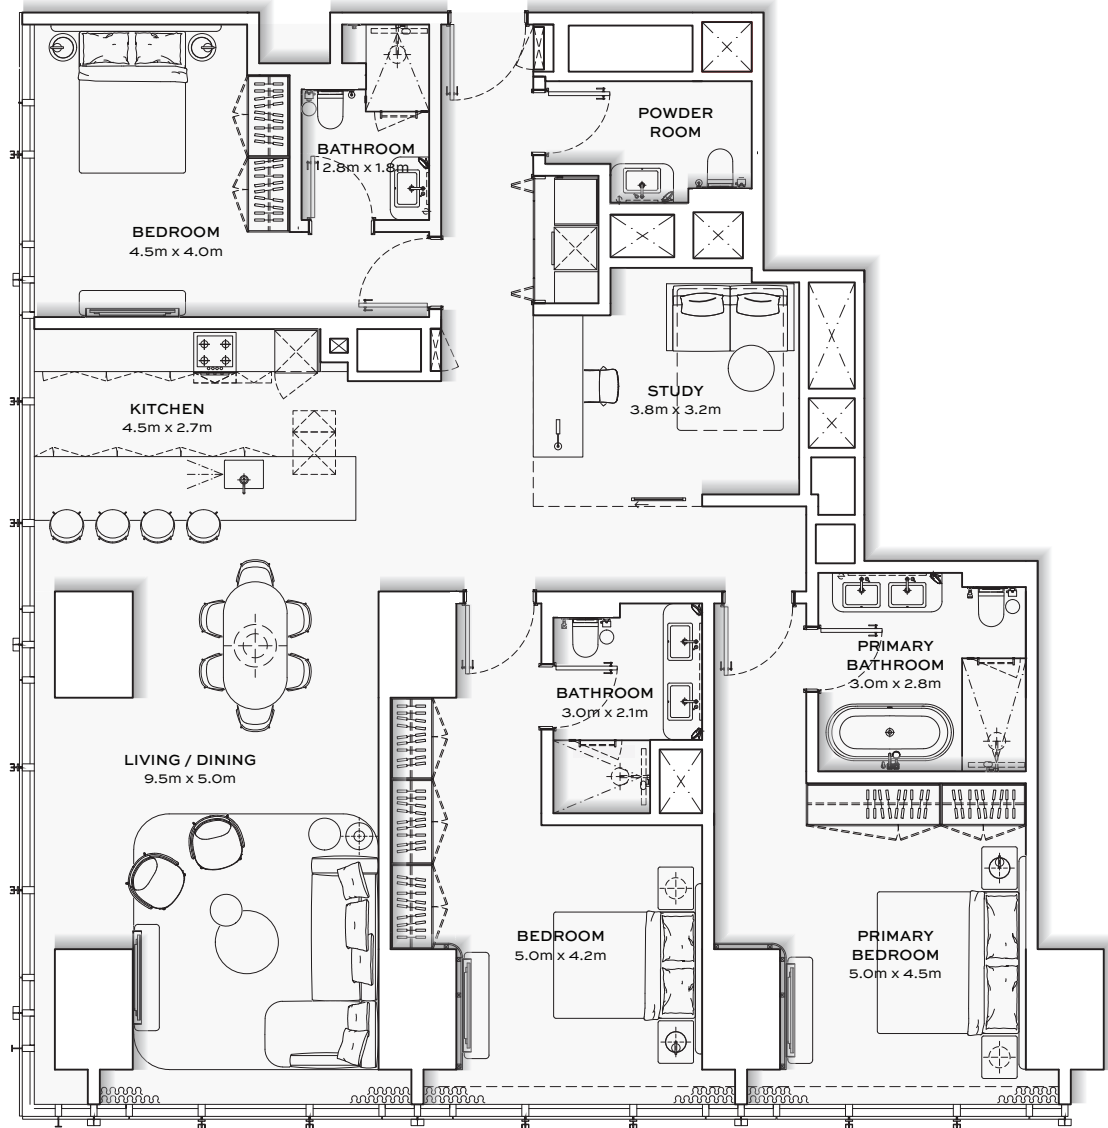 POWDER
ROOM
BATHROOM
2.8m x 1.8m
BEDROOM
4.5m x 4.0m
STUDY
3.8m x 3.2m
KITCHEN
4.5m x 2.7m
PRIMARY
BATHROOM
3.0m x 2.8m
BATHROOM
3.0m x 2.1m
LIVING / DINING
9.5m x 5.0m
BEDROOM
5.0m x 4.2m
PRIMARY
BEDROOM
5.0m x 4.5m